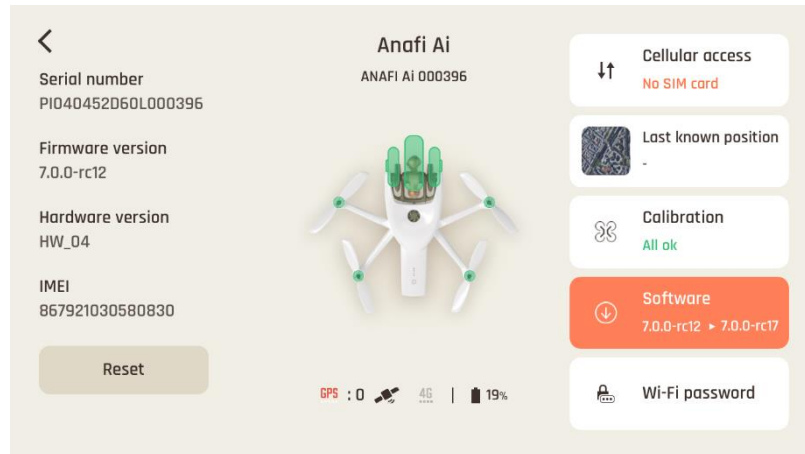 Anafi Ai
ANAFI Ai 000396
Serial number
PI040452D60L000396
Firmware version
7.0.0-rc12
Hardware version
HW_04
IMEI
867921030580830
Reset
GPS : 0 4G | 19%
Cellular access
No SIM card
Last known position
-
Calibration
All ok
Software
7.0.0-rc12 ▸ 7.0.0-rc17
Wi-Fi password